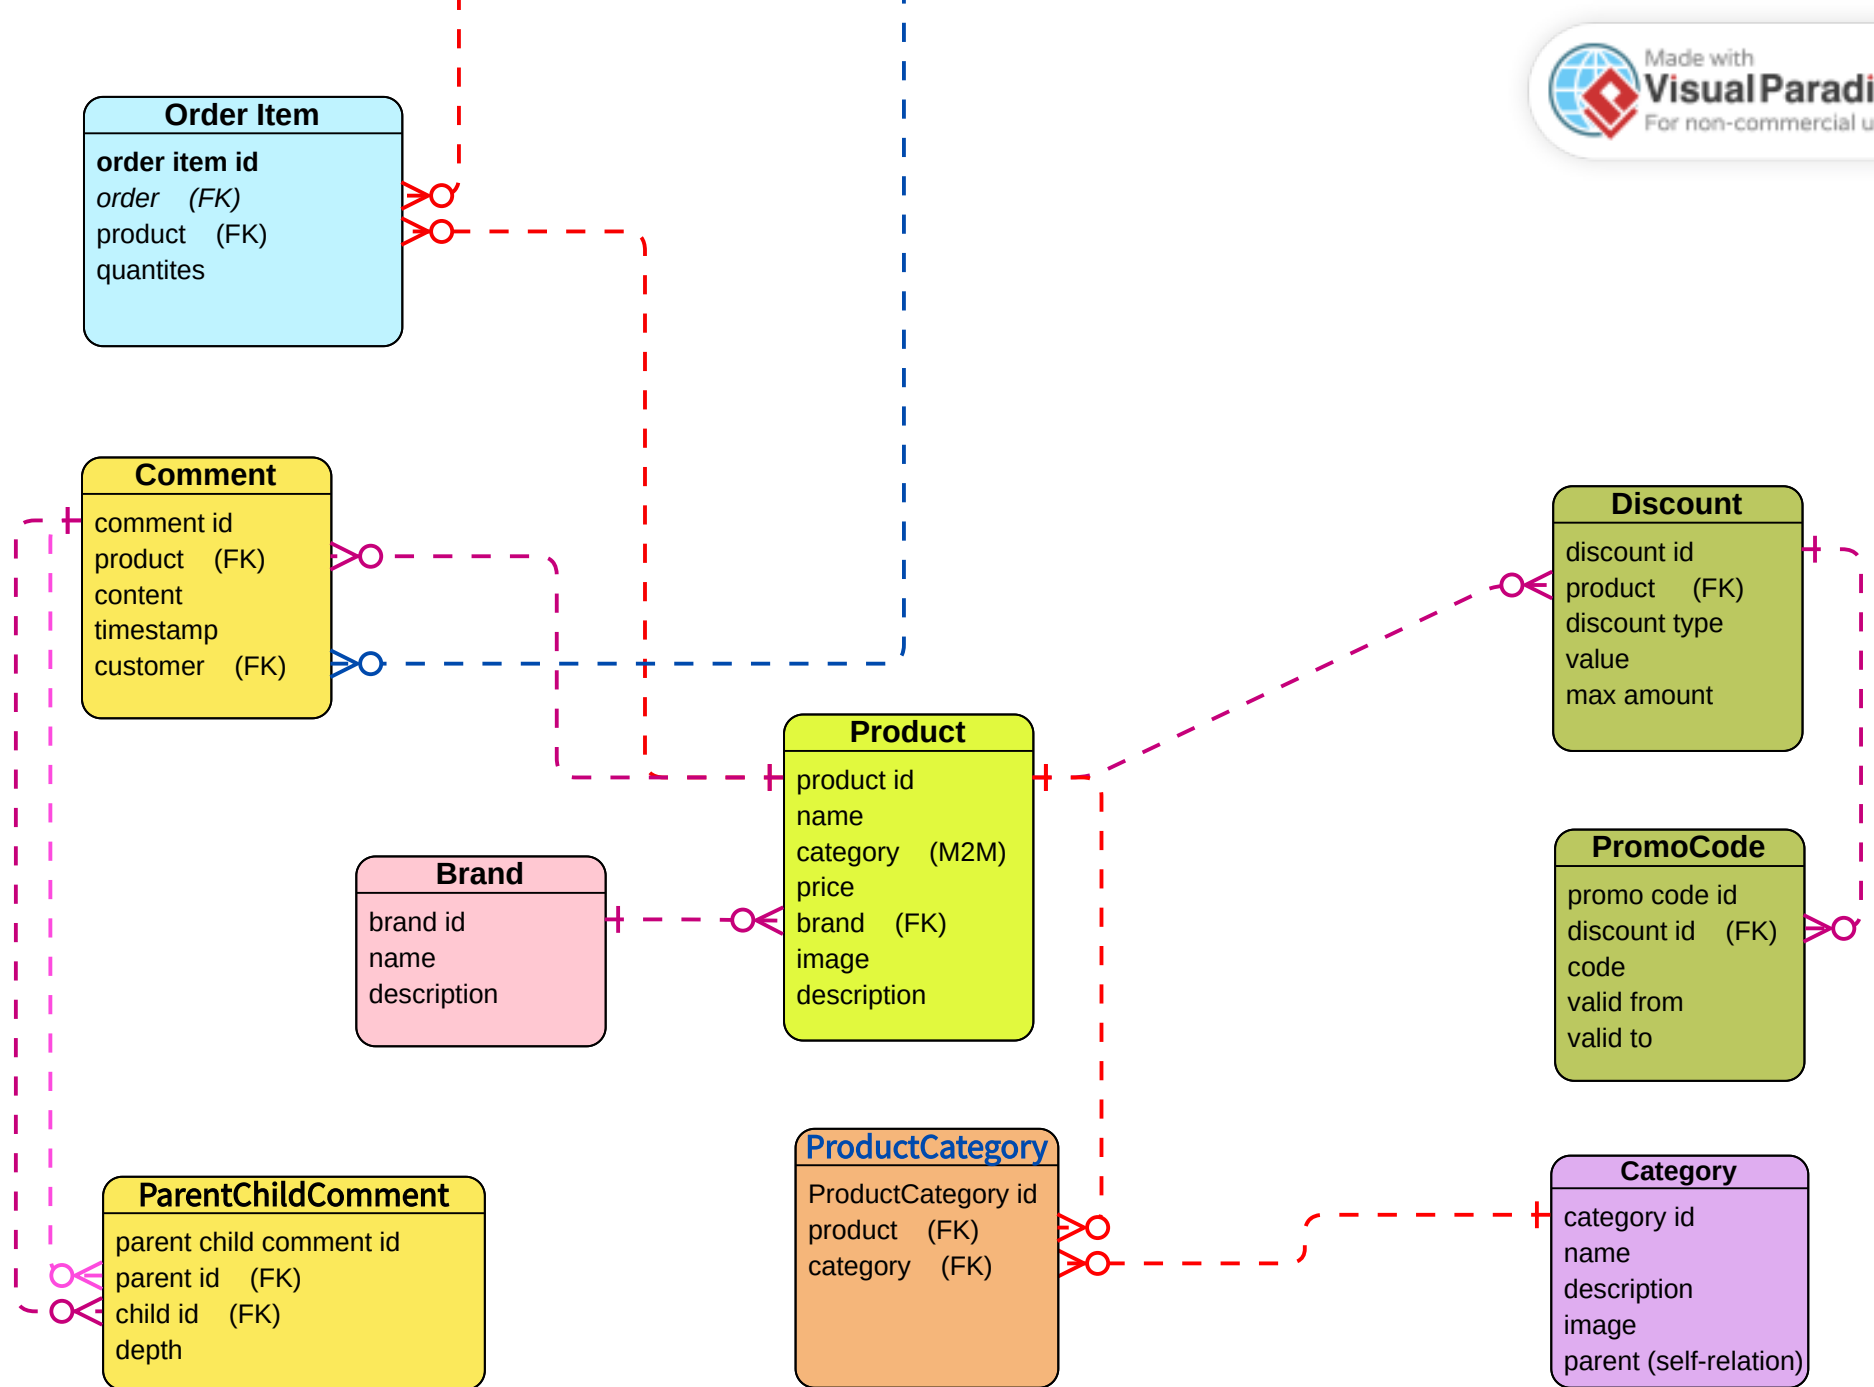 Made with
Visual Paradi
For non-commercial u
Order Item
order item id
order (FK)
product (FK)
quantites
Comment
comment id
product (FK)
content
timestamp
customer (FK)
Discount
discount id
product (FK)
discount type
value
max amount
Product
product id
name
category (M2M)
price
brand (FK)
image
description
Brand
brand id
name
description
PromoCode
promo code id
discount id (FK)
code
valid from
valid to
ParentChildComment
parent child comment id
parent id (FK)
child id (FK)
depth
ProductCategory
ProductCategory id
product (FK)
category (FK)
Category
category id
name
description
image
parent (self-relation)